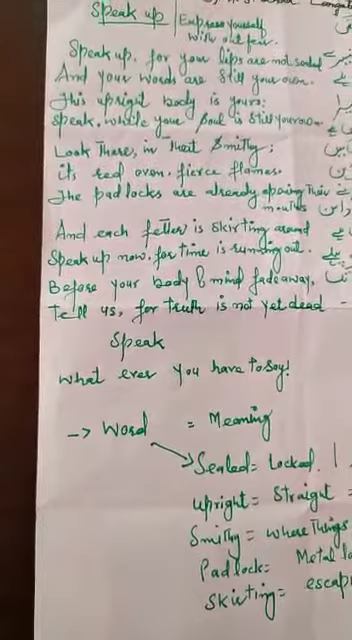 Speak up | Express yourself
with out fear.
Speak up, for your lips are not sealed
And your words are still your own.
This upright body is yours;
Speak, while your soul is still your own.
Look there, in that Smithy;
its red oven, fierce flames.
The pad locks are already opening their
mouths
And each fetter is skirting around
Speak up now, for time is running out.
Before your body & mind fade away,
tell us, for truth is not yet dead
Speak
what ever you have to say!
→ Word = Meaning
Sealed = Locked. |
upright = Straight =
Smithy = where things
Pad lock = Metal
Skirting =